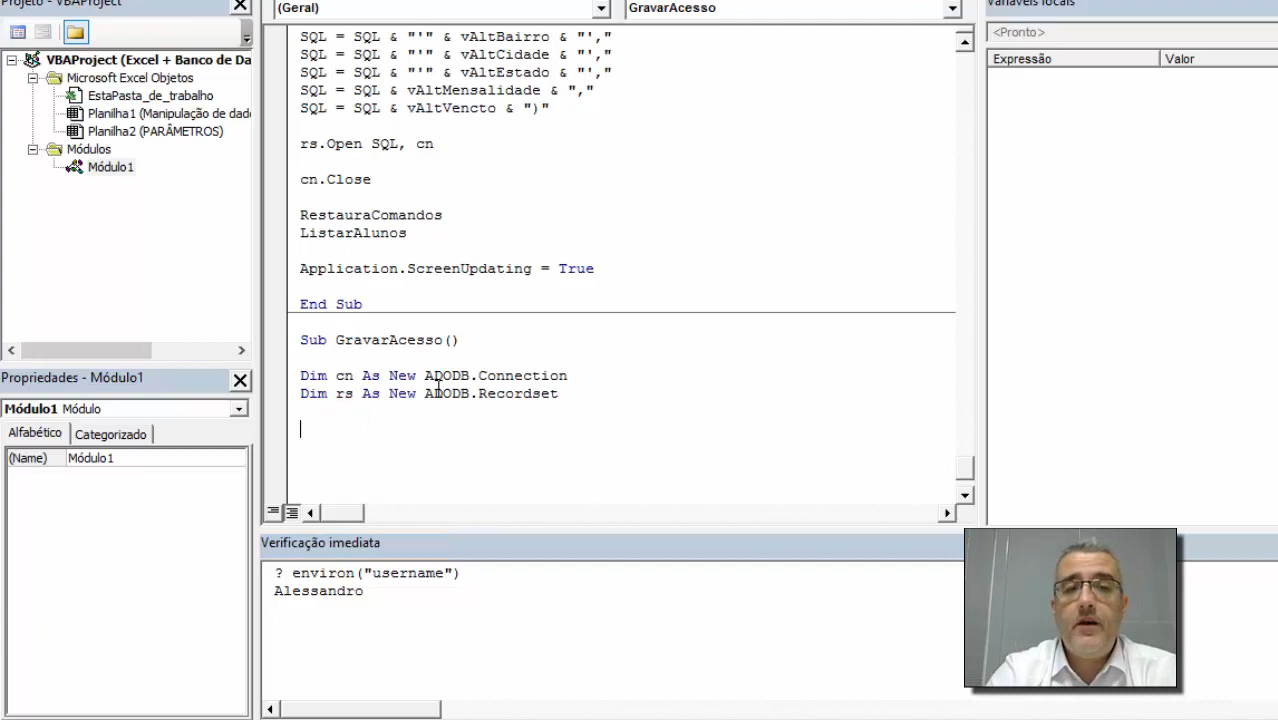 Projeto - VBAProject
VBAProject (Excel + Banco de Da
Microsoft Excel Objetos
EstaPasta_de_trabalho
Planilha1 (Manipulação de dado
Planilha2 (PARÂMETROS)
Módulos
Módulo1
Propriedades - Módulo1
Módulo1 Módulo
Alfabético Categorizado
(Name) Módulo1
(Geral) GravarAcesso
SQL = SQL & "'" & vAltBairro & "',"
SQL = SQL & "'" & vAltCidade & "',"
SQL = SQL & "'" & vAltEstado & "',"
SQL = SQL & vAltMensalidade & ","
SQL = SQL & vAltVencto & ")"
rs.Open SQL, cn
cn.Close
RestauraComandos
ListarAlunos
Application.ScreenUpdating = True
End Sub
Sub GravarAcesso()
Dim cn As New ADODB.Connection
Dim rs As New ADODB.Recordset
Verificação imediata
? environ("username")
Alessandro
Variáveis locais
<Pronto>
Expressão Valor